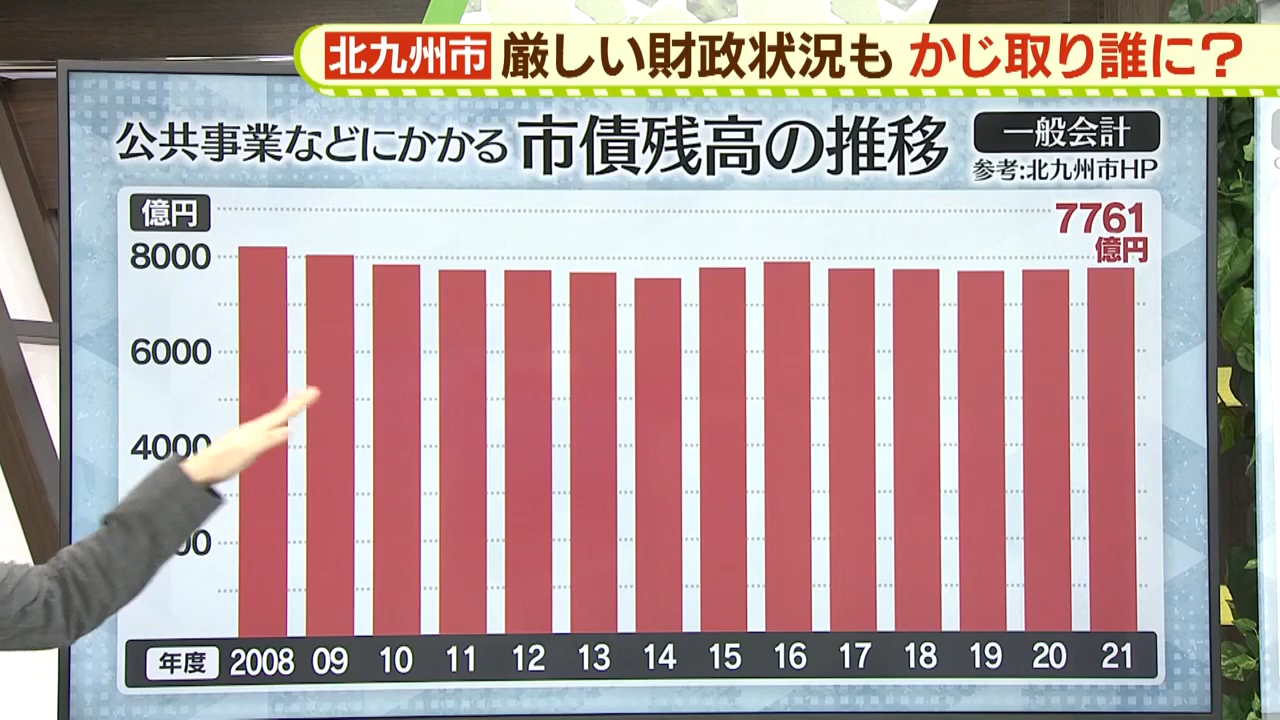 北九州市 厳しい財政状況も かじ取り誰に?
公共事業などにかかる 市債残高の推移 一般会計
参考:北九州市HP
億円
7761
億円
8000
6000
4000
00
年度 2008 09 10 11 12 13 14 15 16 17 18 19 20 21